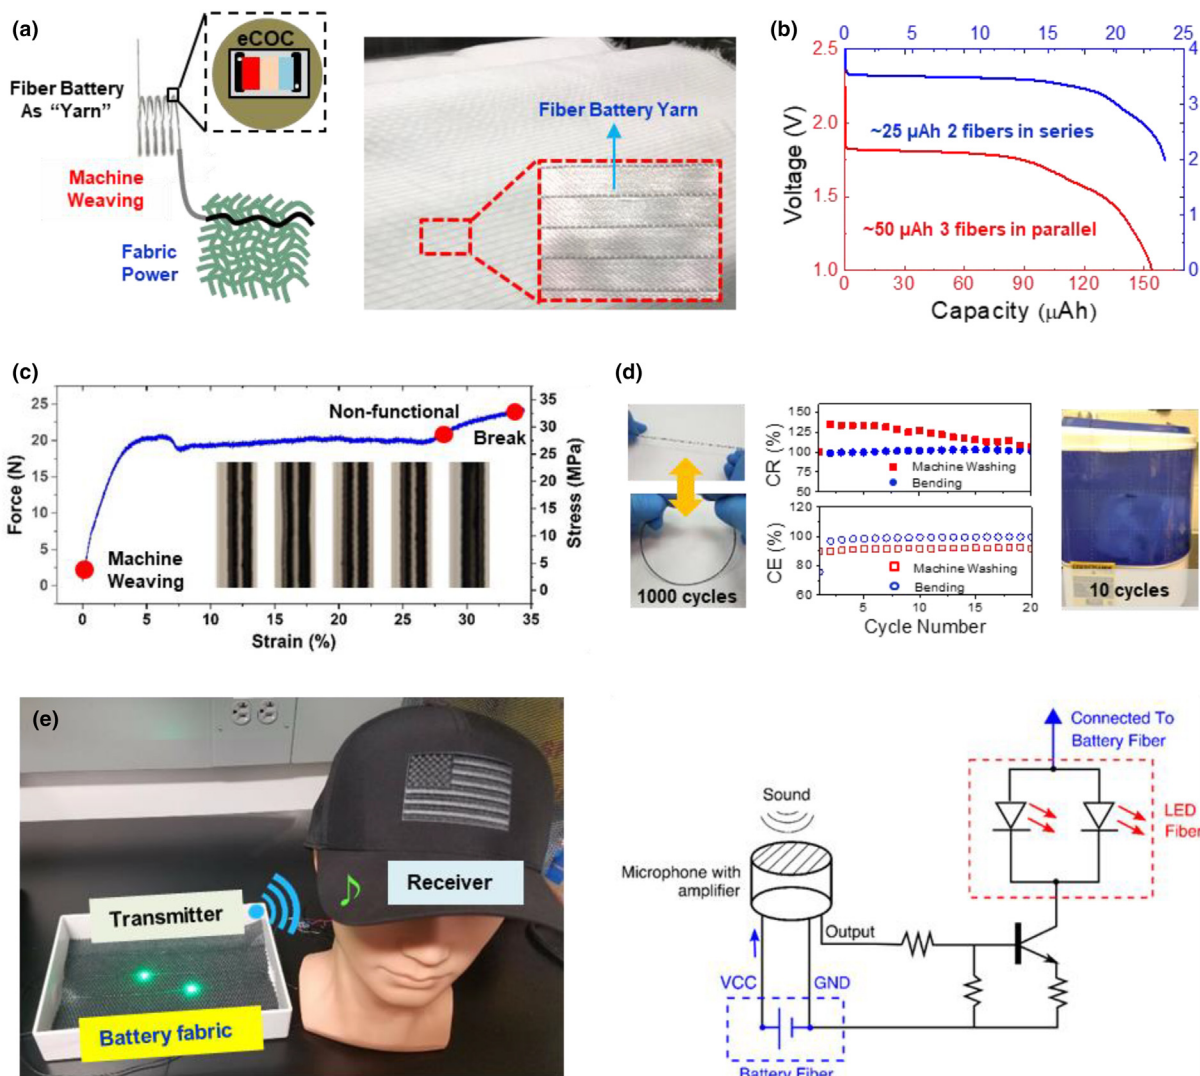 (a)
eCOC
Fiber Battery
As “Yarn”
Machine
Weaving
Fabric
Power
Fiber Battery Yarn
(b)
0 5 10 15 20 25
2.5
2.0
1.5
1.0
Voltage (V)
4
3
2
1
0
~25 µAh 2 fibers in series
~50 µAh 3 fibers in parallel
0 30 60 90 120 150
Capacity (µAh)
(c)
25
20
15
10
5
0
Force (N)
Non-functional
Break
Machine
Weaving
35
30
25
20
15
10
5
0
Stress (MPa)
0 5 10 15 20 25 30 35
Strain (%)
(d)
1000 cycles
150
125
100
75
50
CR (%)
Machine Washing
Bending
120
100
80
60
CE (%)
Machine Washing
Bending
5 10 15 20
Cycle Number
10 cycles
(e)
Transmitter
Receiver
Battery fabric
Connected To
Battery Fiber
LED
Fiber
Sound
Microphone with
amplifier
Output
VCC
GND
Battery Fiber